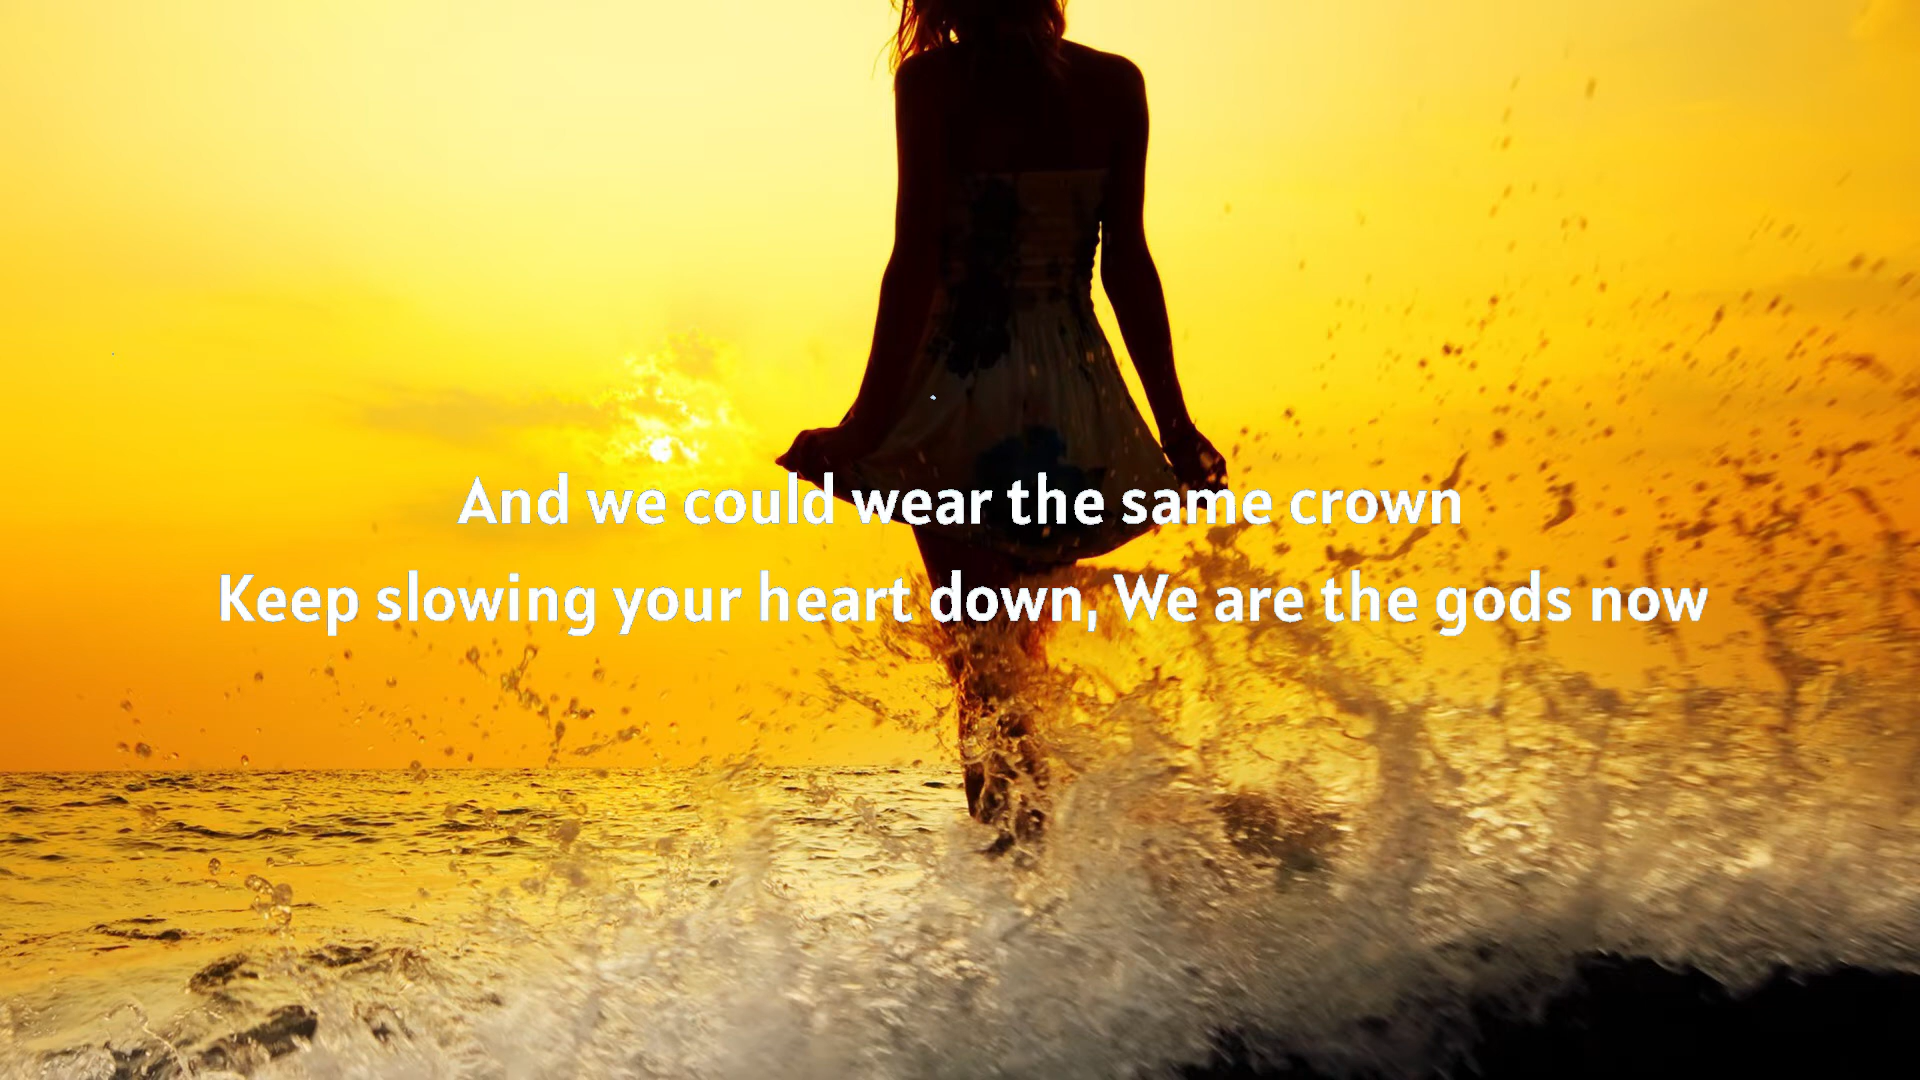 And we could wear the same crown
Keep slowing your heart down, We are the gods now